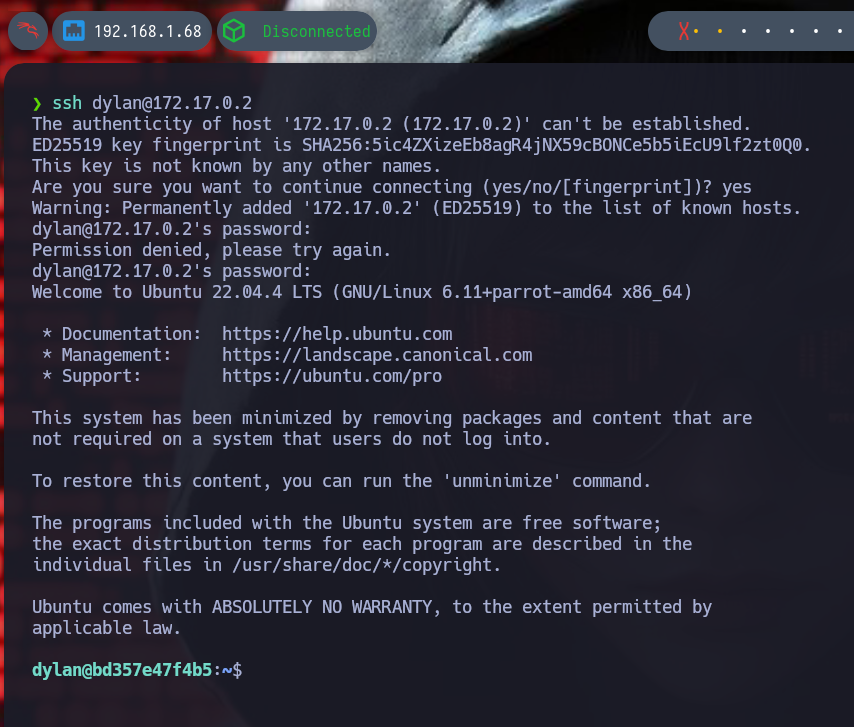 192.168.1.68
Disconnected
❯ ssh dylan@172.17.0.2
The authenticity of host '172.17.0.2 (172.17.0.2)' can't be established.
ED25519 key fingerprint is SHA256:5ic4ZXizeEb8agR4jNX59cBONCe5b5iEcU9lf2zt0Q0.
This key is not known by any other names.
Are you sure you want to continue connecting (yes/no/[fingerprint])? yes
Warning: Permanently added '172.17.0.2' (ED25519) to the list of known hosts.
dylan@172.17.0.2's password:
Permission denied, please try again.
dylan@172.17.0.2's password:
Welcome to Ubuntu 22.04.4 LTS (GNU/Linux 6.11+parrot-amd64 x86_64)
* Documentation:  https://help.ubuntu.com
* Management:     https://landscape.canonical.com
* Support:        https://ubuntu.com/pro
This system has been minimized by removing packages and content that are
not required on a system that users do not log into.
To restore this content, you can run the 'unminimize' command.
The programs included with the Ubuntu system are free software;
the exact distribution terms for each program are described in the
individual files in /usr/share/doc/*/copyright.
Ubuntu comes with ABSOLUTELY NO WARRANTY, to the extent permitted by
applicable law.
dylan@bd357e47f4b5:~$